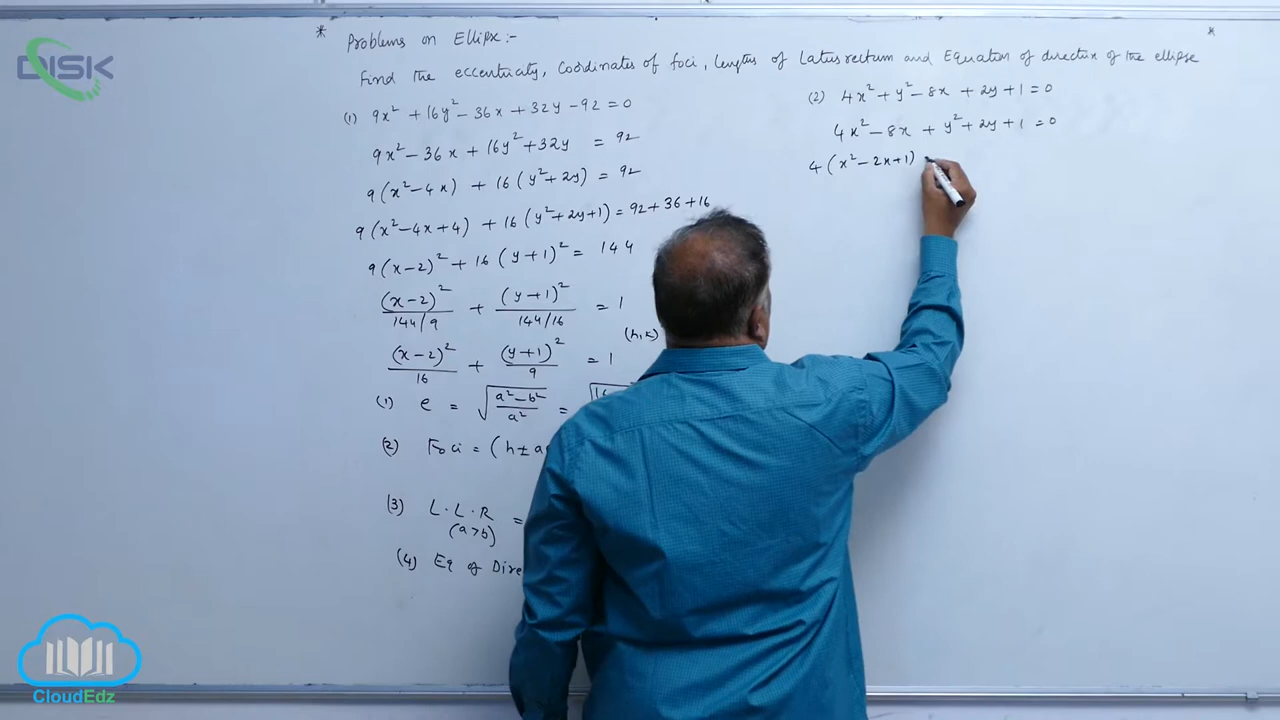 DISK
* Problems on Ellipse:- *
Find the eccentricity, Coordinates of foci, lengths of Latusrectum and Equation of directrix of the ellipse
(1) 9x² + 16y² - 36x + 32y - 92 = 0
9x² - 36x + 16y² + 32y = 92
9(x² - 4x) + 16(y² + 2y) = 92
9(x² - 4x + 4) + 16(y² + 2y + 1) = 92 + 36 + 16
9(x - 2)² + 16(y + 1)² = 144
(x - 2)²/144/9 + (y + 1)²/144/16 = 1
(h, k)
(x - 2)²/16 + (y + 1)²/9 = 1
(1) e = √(a² - b²/a²) = √16
(2) Foci = (h ± a
(3) L.L.R =
(a > b)
(4) Eq of Dire
(2) 4x² + y² - 8x + 2y + 1 = 0
4x² - 8x + y² + 2y + 1 = 0
4(x² - 2x + 1)
CloudEdz